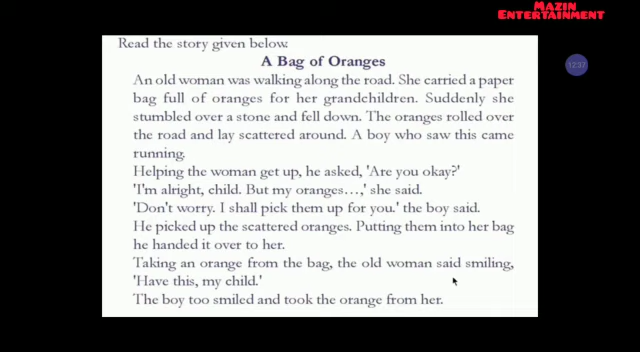 MAZIN
ENTERTAINMENT
12:37
Read the story given below.
A Bag of Oranges
An old woman was walking along the road. She carried a paper
bag full of oranges for her grandchildren. Suddenly she
stumbled over a stone and fell down. The oranges rolled over
the road and lay scattered around. A boy who saw this came
running.
Helping the woman get up, he asked, 'Are you okay?'
'I'm alright, child. But my oranges...,' she said.
'Don't worry. I shall pick them up for you.' the boy said.
He picked up the scattered oranges. Putting them into her bag
he handed it over to her.
Taking an orange from the bag, the old woman said smiling,
'Have this, my child.'
The boy too smiled and took the orange from her.